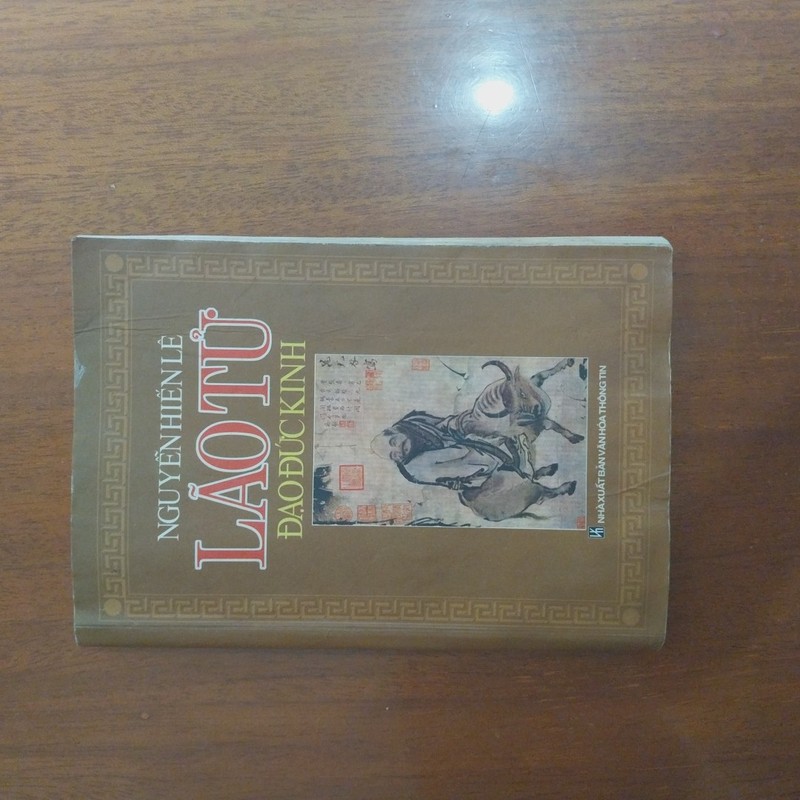 NGUYỄN HIẾN LÊ
LÃO TỬ
ĐẠO ĐỨC KINH
NHÀ XUẤT BẢN VĂN HÓA THÔNG TIN